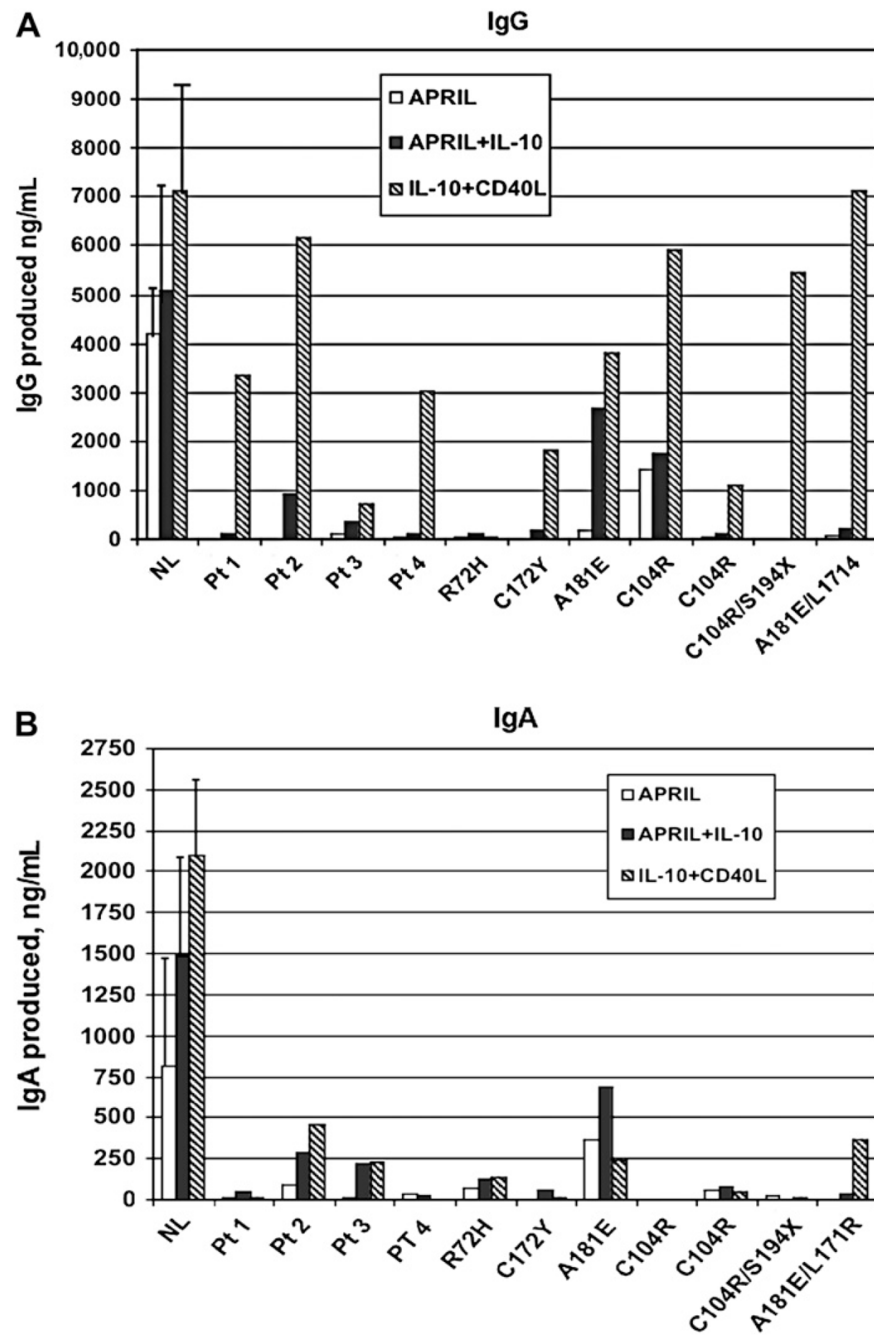 A
IgG
10,000
9000
8000
7000
6000
5000
4000
3000
2000
1000
0
IgG produced ng/mL
APRIL
APRIL+IL-10
IL-10+CD40L
NL
Pt 1
Pt 2
Pt 3
Pt 4
R72H
C172Y
A181E
C104R
C104R
C104R/S194X
A181E/L1714
B
IgA
2750
2500
2250
2000
1750
1500
1250
1000
750
500
250
0
IgA produced, ng/mL
APRIL
APRIL+IL-10
IL-10+CD40L
NL
Pt 1
Pt 2
Pt 3
PT 4
R72H
C172Y
A181E
C104R
C104R
C104R/S194X
A181E/L171R